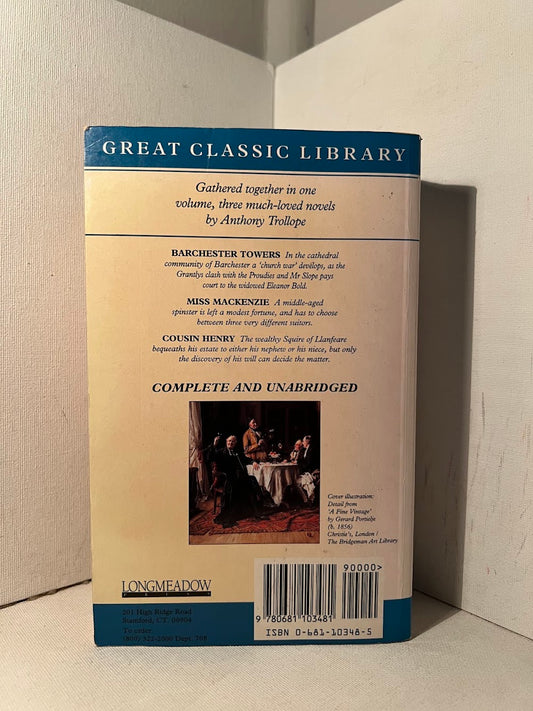 GREAT CLASSIC LIBRARY
Gathered together in one
volume, three much-loved novels
by Anthony Trollope
BARCHESTER TOWERS In the cathedral
community of Barchester a 'church war' develops, as the
Grantlys clash with the Proudies and Mr Slope pays
court to the widowed Eleanor Bold.
MISS MACKENZIE A middle-aged
spinster is left a modest fortune, and has to choose
between three very different suitors.
COUSIN HENRY The wealthy Squire of Llanfeare
bequeaths his estate to either his nephew or his niece, but only
the discovery of his will can decide the matter.
COMPLETE AND UNABRIDGED
Cover illustration:
Detail from
'A Fine Vintage'
by Gerard Portielje
(b. 1856)
Christie's, London /
The Bridgeman Art Library
LONGMEADOW
PRESS
201 High Ridge Road
Stamford, CT. 06904
To order
(800) 322-2000 Dept. 708
90000>
9 780681 103481
ISBN 0-681-10348-5